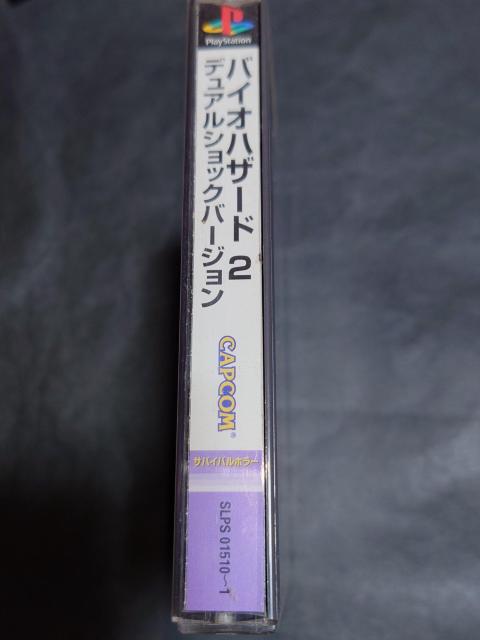 PlayStation
バイオハザード 2
デュアルショックバージョン
CAPCOM®
サバイバルホラー
SLPS 01510~1